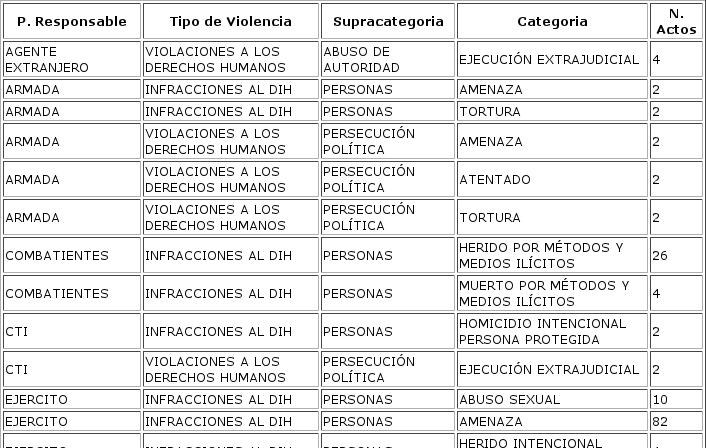 P. Responsable Tipo de Violencia Supracategoria Categoria N. Actos
AGENTE EXTRANJERO VIOLACIONES A LOS DERECHOS HUMANOS ABUSO DE AUTORIDAD EJECUCIÓN EXTRAJUDICIAL 4
ARMADA INFRACCIONES AL DIH PERSONAS AMENAZA 2
ARMADA INFRACCIONES AL DIH PERSONAS TORTURA 2
ARMADA VIOLACIONES A LOS DERECHOS HUMANOS PERSECUCIÓN POLÍTICA AMENAZA 2
ARMADA VIOLACIONES A LOS DERECHOS HUMANOS PERSECUCIÓN POLÍTICA ATENTADO 2
ARMADA VIOLACIONES A LOS DERECHOS HUMANOS PERSECUCIÓN POLÍTICA TORTURA 2
COMBATIENTES INFRACCIONES AL DIH PERSONAS HERIDO POR MÉTODOS Y MEDIOS ILÍCITOS 26
COMBATIENTES INFRACCIONES AL DIH PERSONAS MUERTO POR MÉTODOS Y MEDIOS ILÍCITOS 4
CTI INFRACCIONES AL DIH PERSONAS HOMICIDIO INTENCIONAL PERSONA PROTEGIDA 2
CTI VIOLACIONES A LOS DERECHOS HUMANOS PERSECUCIÓN POLÍTICA EJECUCIÓN EXTRAJUDICIAL 2
EJERCITO INFRACCIONES AL DIH PERSONAS ABUSO SEXUAL 10
EJERCITO INFRACCIONES AL DIH PERSONAS AMENAZA 82
HERIDO INTENCIONAL